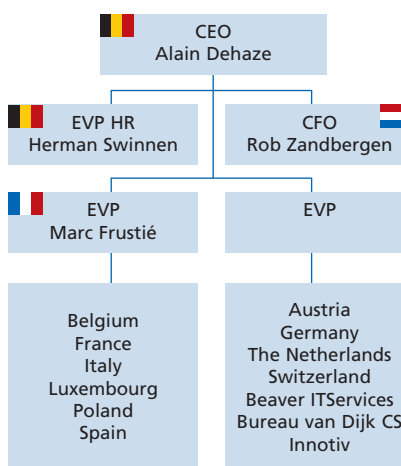 CEO
Alain Dehaze
EVP HR
Herman Swinnen
CFO
Rob Zandbergen
EVP
Marc Frustié
EVP
Belgium
France
Italy
Luxembourg
Poland
Spain
Austria
Germany
The Netherlands
Switzerland
Beaver ITServices
Bureau van Dijk CS
Innotiv